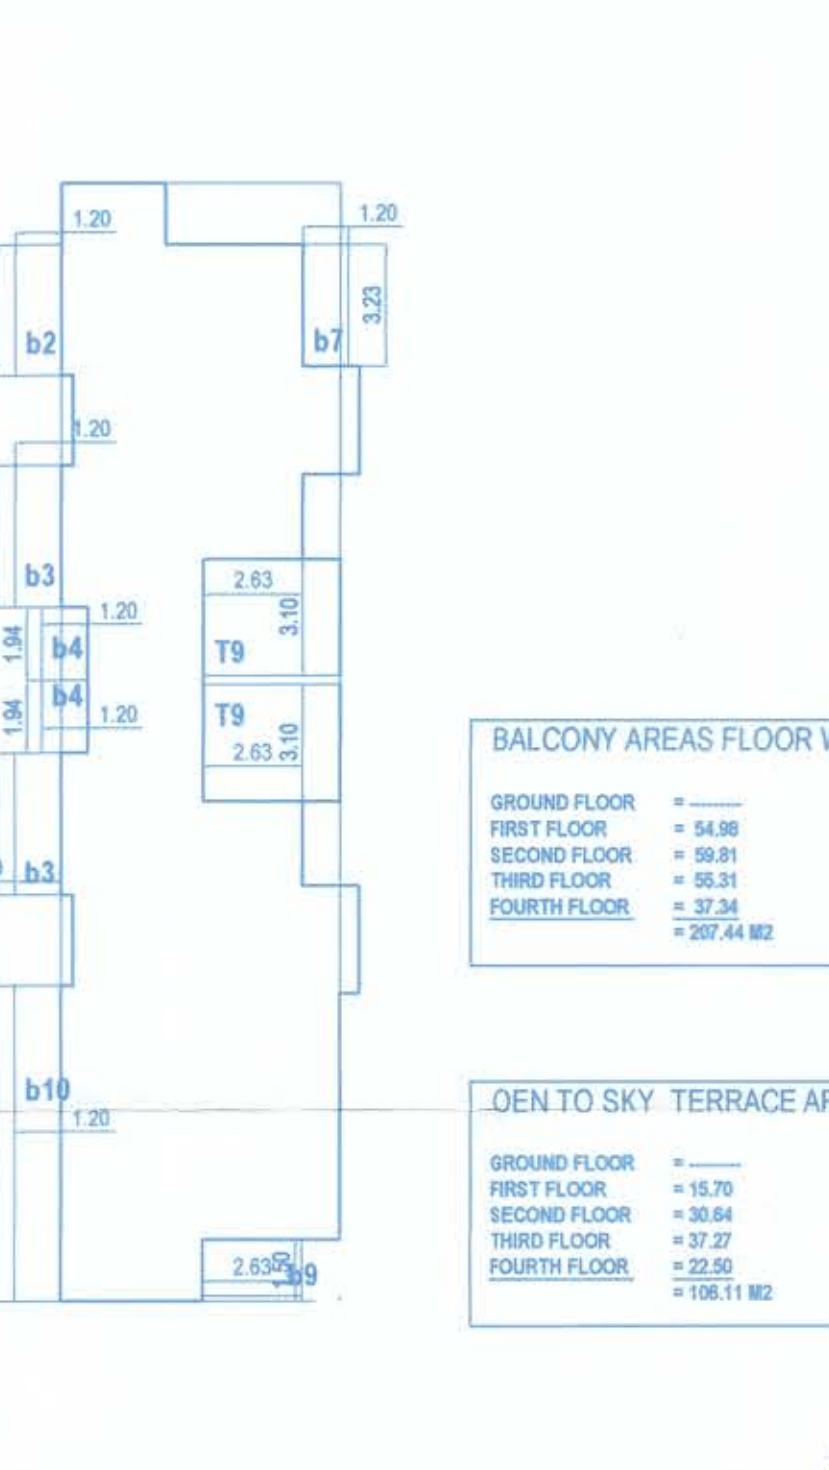 1.20
1.20
3.23
b2
b7
1.20
b3
2.63
3.10
1.20
1.94
b4
T9
b4
T9
1.94
1.20
2.63
3.10
b3
b10
1.20
2.63
1.50
b9
BALCONY AREAS FLOOR
GROUND FLOOR = --------
FIRST FLOOR = 54.98
SECOND FLOOR = 59.81
THIRD FLOOR = 55.31
FOURTH FLOOR = 37.34
= 207.44 M2
OEN TO SKY TERRACE
GROUND FLOOR = --------
FIRST FLOOR = 15.70
SECOND FLOOR = 30.64
THIRD FLOOR = 37.27
FOURTH FLOOR = 22.50
= 106.11 M2